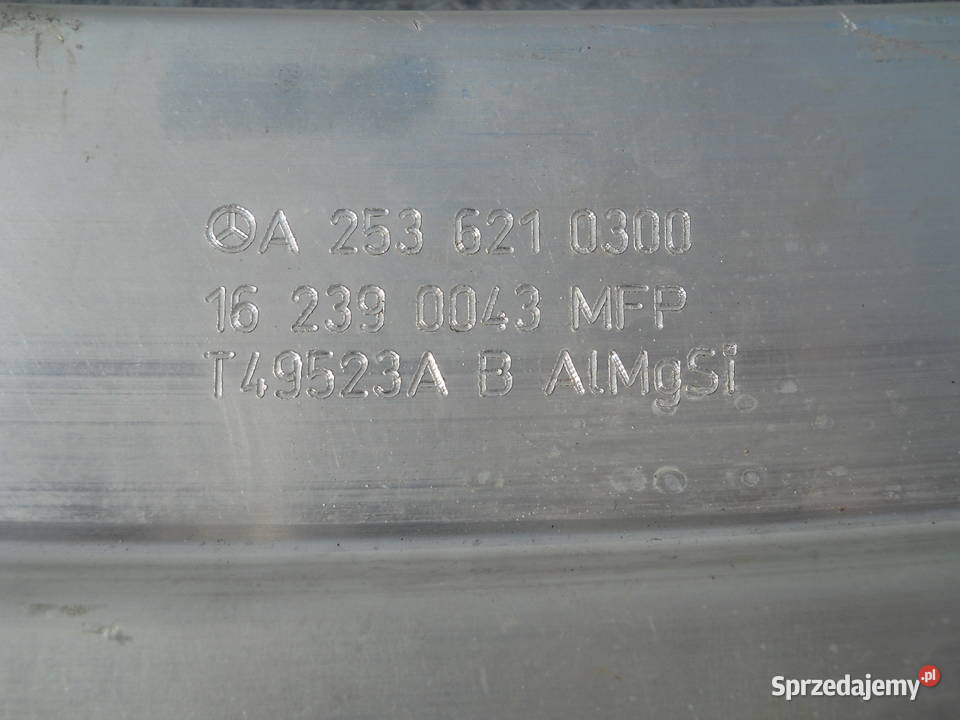 A 253 621 0300
16 239 0043 MFP
T49523A B AlMgSi
Sprzedajemy.pl